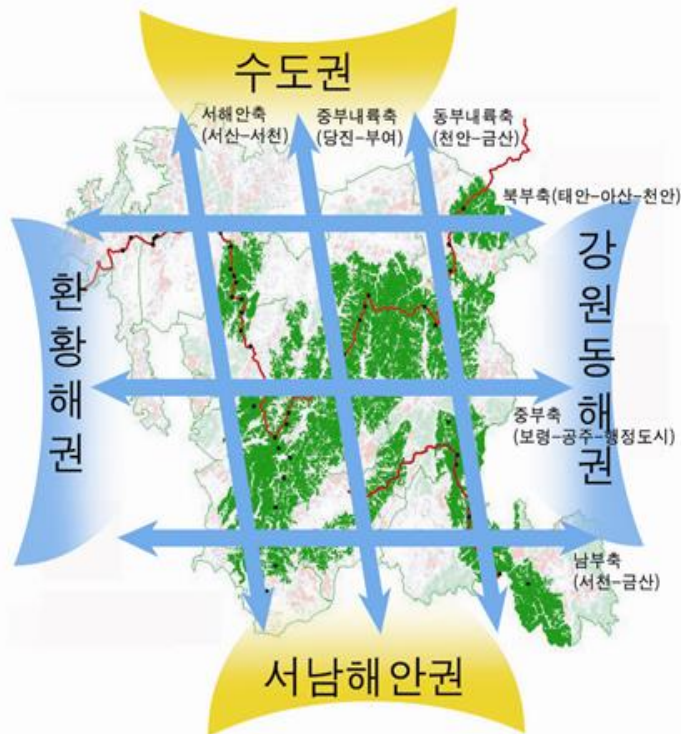 수도권
서해안축
(서산-서천)
중부내륙축
(당진-부여)
동부내륙축
(천안-금산)
북부축(태안-아산-천안)
환황해권
강원동해권
중부축
(보령-공주-행정도시)
남부축
(서천-금산)
서남해안권